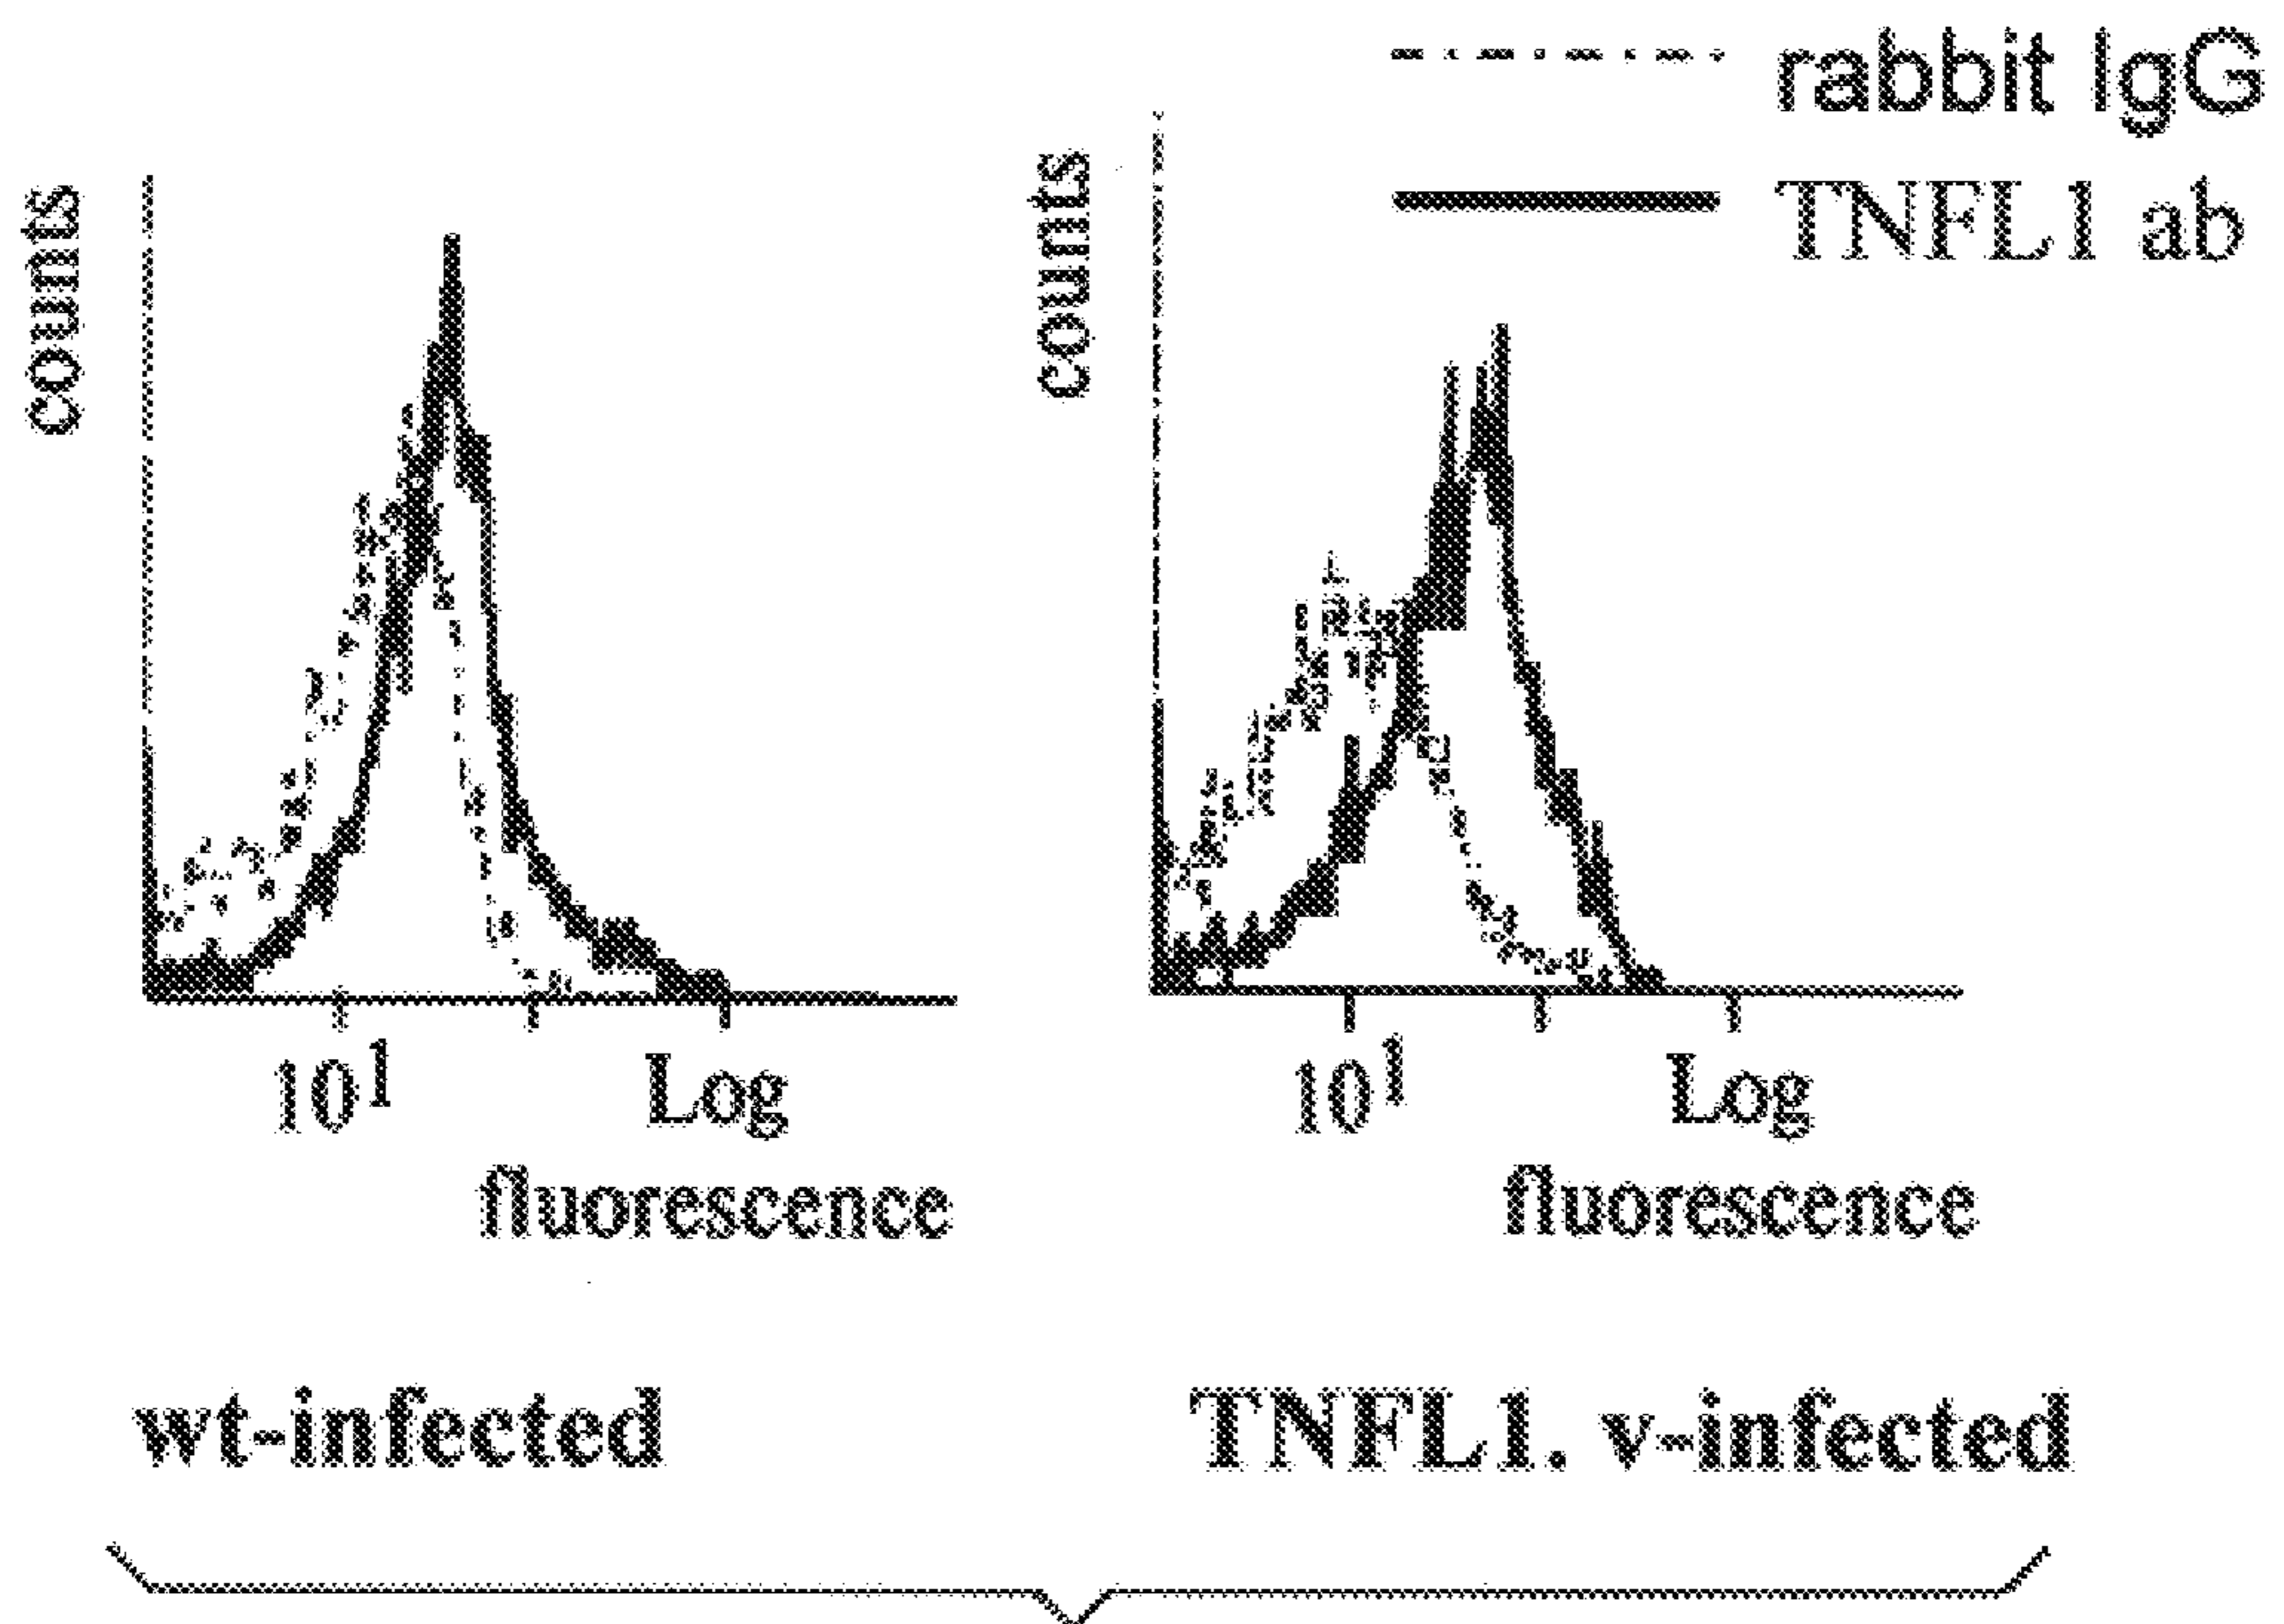 rabbit IgG
TNFL1 ab
counts
counts
10¹
Log
fluorescence
10¹
Log
fluorescence
wt-infected
TNFL1. v-infected